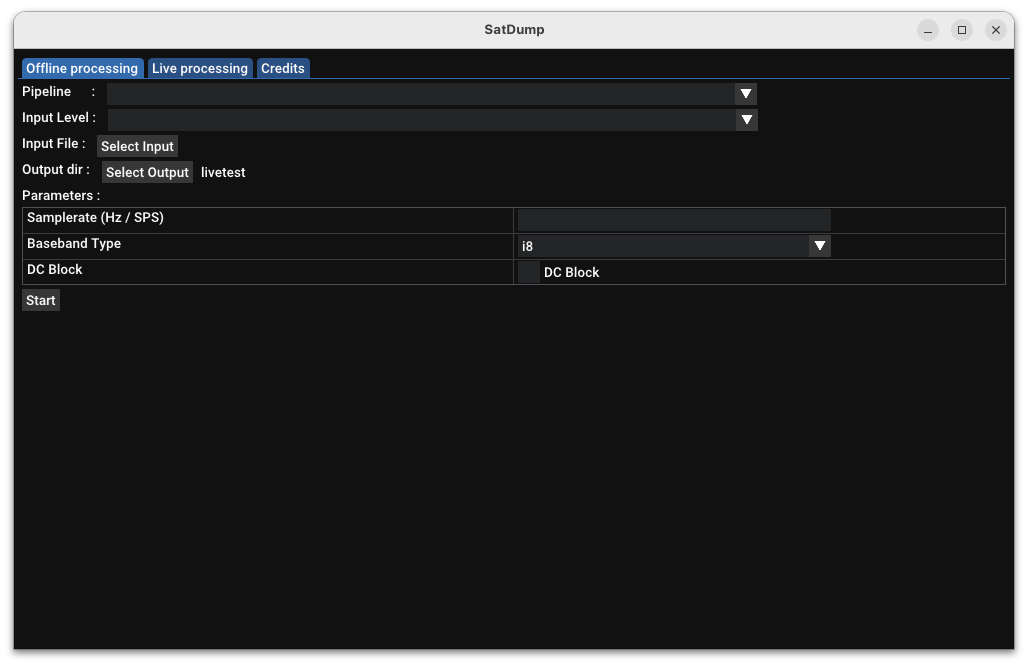 SatDump
Offline processing Live processing Credits
Pipeline :
Input Level :
Input File : Select Input
Output dir : Select Output livetest
Parameters :
Samplerate (Hz / SPS)
Baseband Type i8
DC Block DC Block
Start